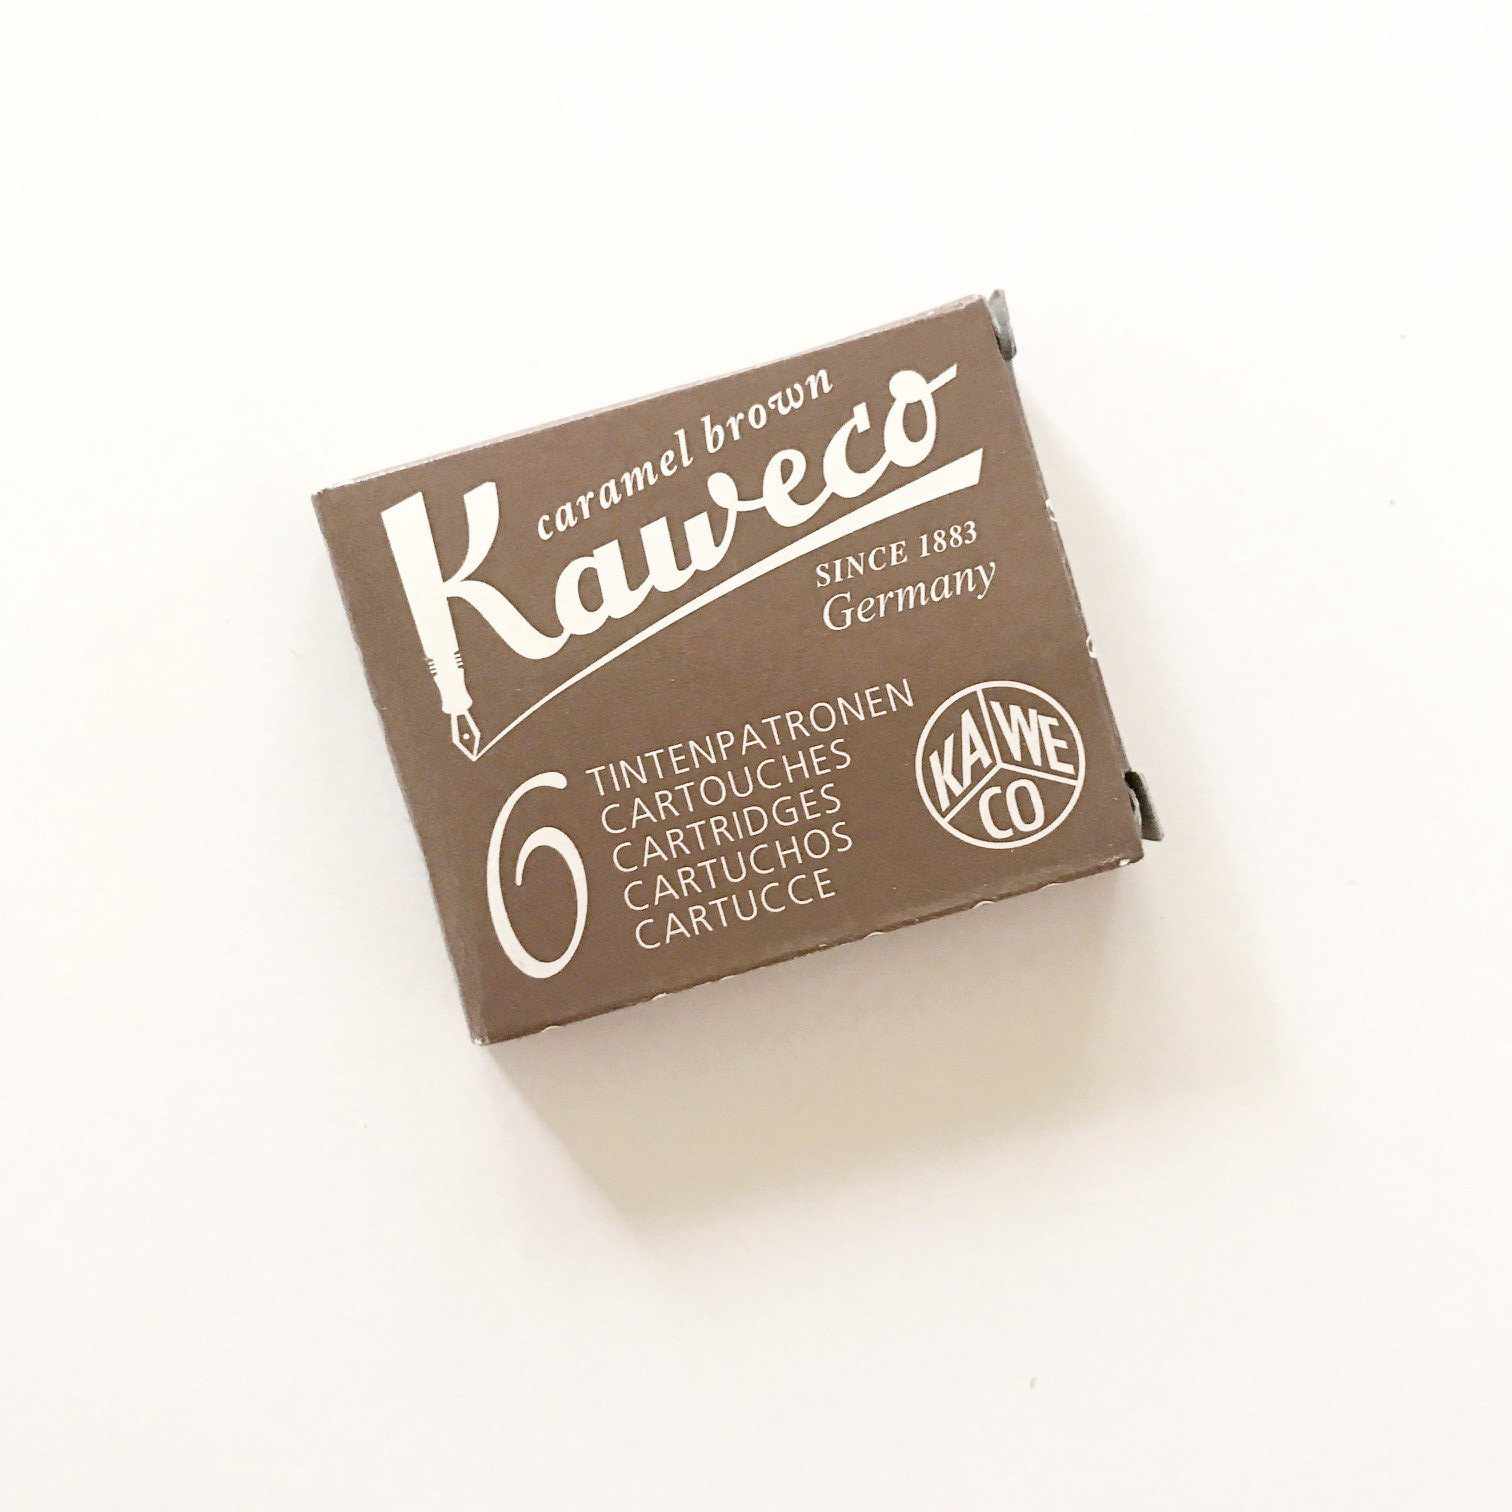 caramel brown
Kaweco
SINCE 1883
Germany
6
TINTENPATRONEN
CARTOUCHES
CARTRIDGES
CARTUCHOS
CARTUCCE
KA WE
CO